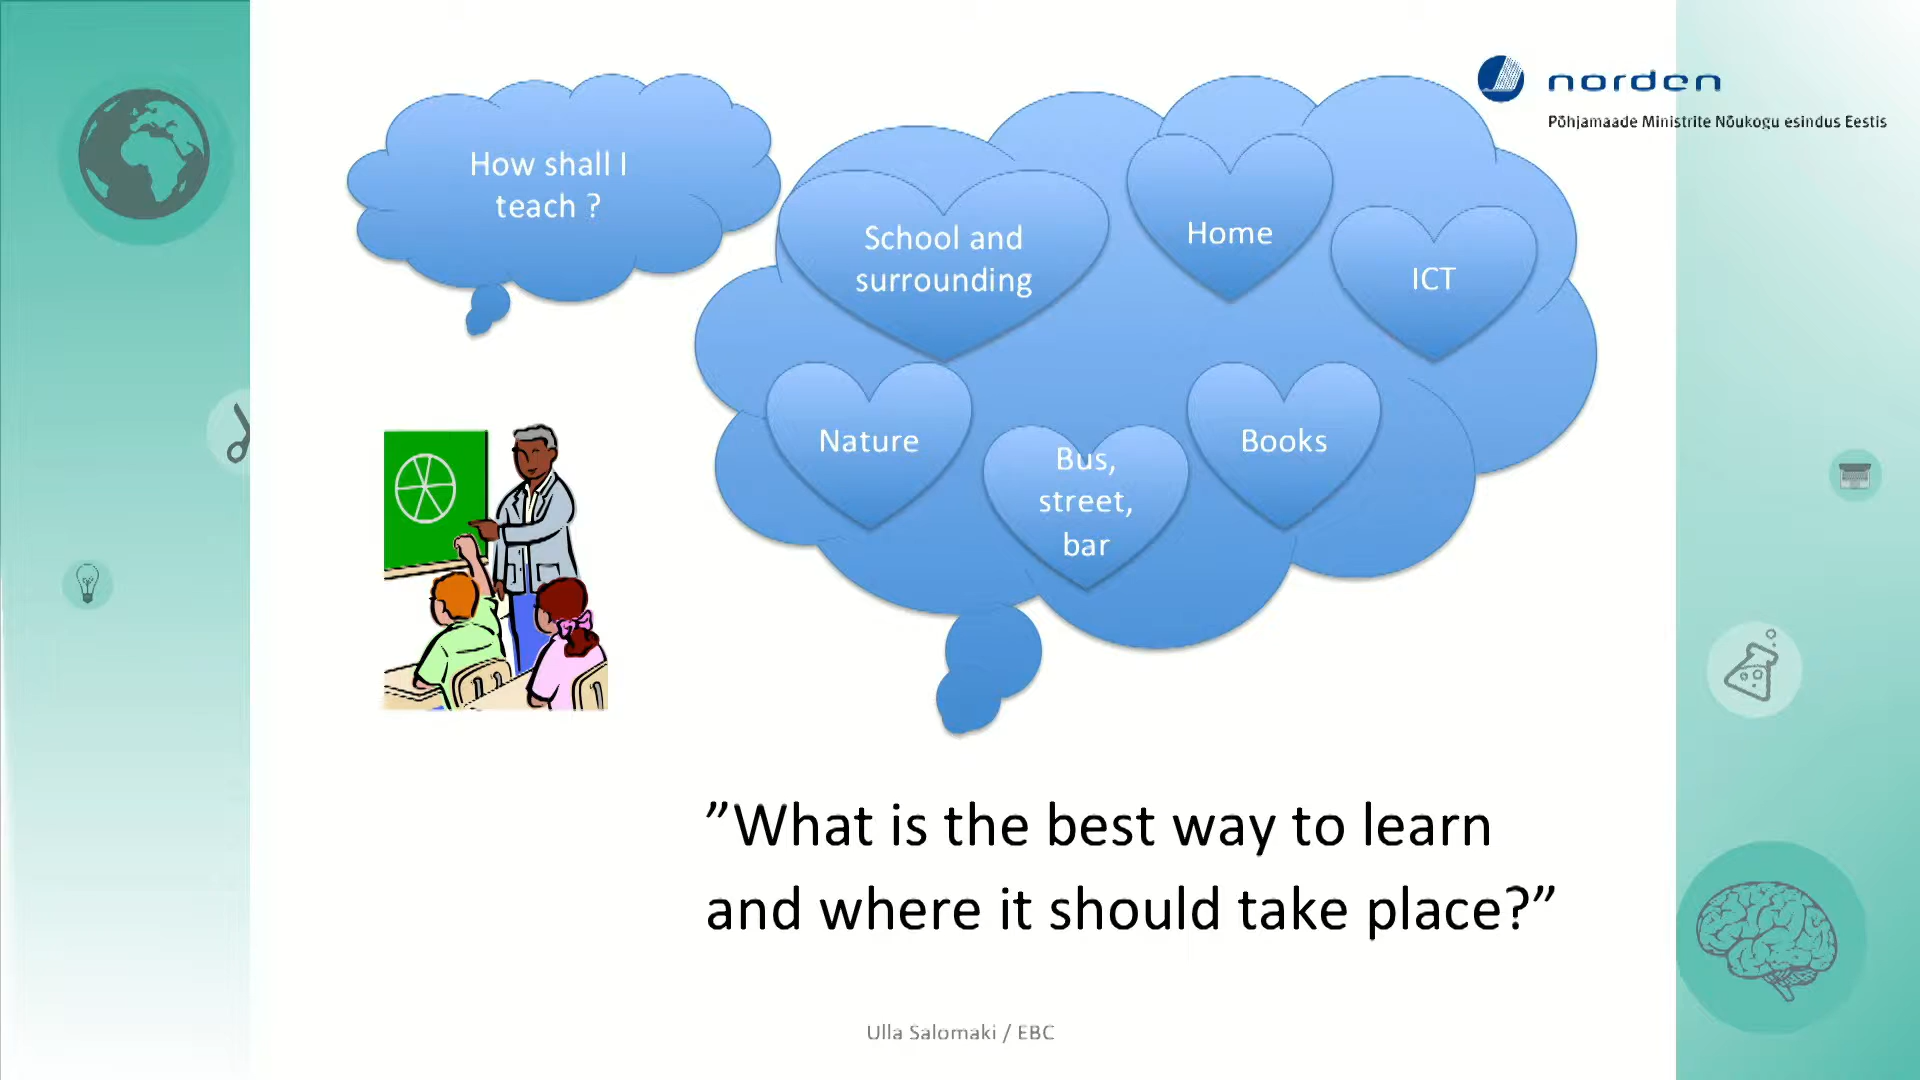 norden
Põhjamaade Ministrite Nõukogu esindus Eestis
How shall I
teach ?
School and
surrounding
Home
ICT
Nature
Bus,
street,
bar
Books
”What is the best way to learn
and where it should take place?”
Ulla Salomaki / EBC